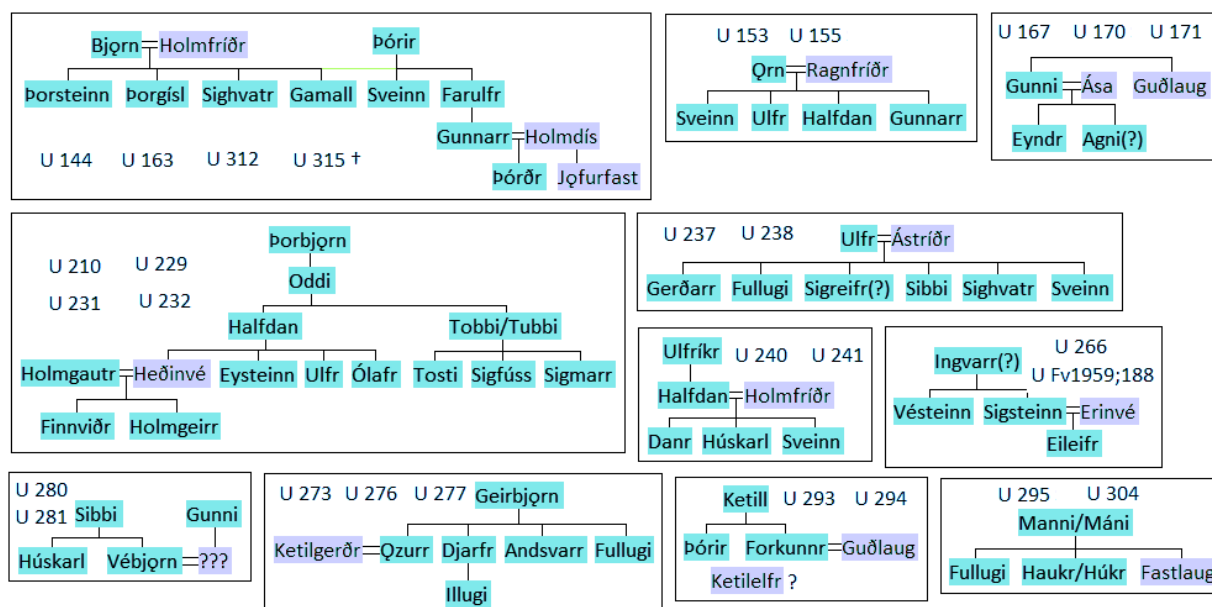 Bjǫrn Holmfríðr Þórir
Þorsteinn Þorgísl Sighvatr Gamall Sveinn Farulfr
Gunnarr Holmdís
U 144 U 163 U 312 U 315 †
Þórðr Jǫfurfast
U 153 U 155
Ǫrn Ragnfríðr
Sveinn Ulfr Halfdan Gunnarr
U 167 U 170 U 171
Gunni Ása Guðlaug
Eyndr Agni(?)
Þorbjǫrn
U 210 U 229
Oddi
U 231 U 232
Halfdan Tobbi/Tubbi
Holmgautr Heðinvé Eysteinn Ulfr Ólafr Tosti Sigfúss Sigmarr
Finnviðr Holmgeirr
U 237 U 238 Ulfr Ástríðr
Gerðarr Fullugi Sigreifr(?) Sibbi Sighvatr Sveinn
Ulfríkr U 240 U 241
Halfdan Holmfríðr
Danr Húskarl Sveinn
U 266
Ingvarr(?)
U Fv1959;188
Vésteinn Sigsteinn Erinvé
Eileifr
U 280
U 281 Sibbi Gunni
Húskarl Vébjǫrn ???
U 273 U 276 U 277 Geirbjǫrn
Ketilgerðr Ǫzurr Djarfr Andsvarr Fullugi
Illugi
Ketill U 293 U 294
Þórir Forkunnr Guðlaug
Ketilelfr ?
U 295 U 304
Manni/Máni
Fullugi Haukr/Húkr Fastlaug